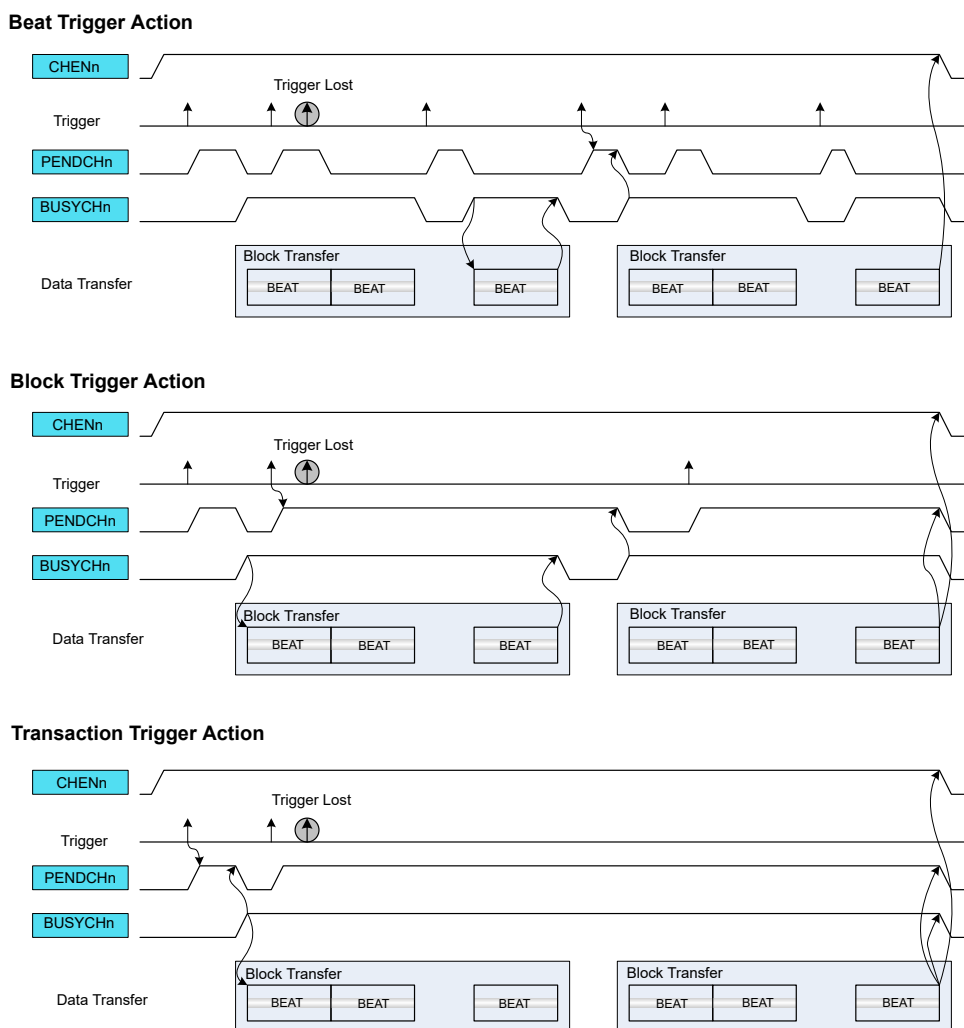 Beat Trigger Action
CHENn
Trigger Lost
Trigger
PENDCHn
BUSYCHn
Block Transfer
Block Transfer
Data Transfer
BEAT
BEAT
BEAT
BEAT
BEAT
BEAT
Block Trigger Action
CHENn
Trigger Lost
Trigger
PENDCHn
BUSYCHn
Block Transfer
Block Transfer
Data Transfer
BEAT
BEAT
BEAT
BEAT
BEAT
BEAT
Transaction Trigger Action
CHENn
Trigger Lost
Trigger
PENDCHn
BUSYCHn
Block Transfer
Block Transfer
Data Transfer
BEAT
BEAT
BEAT
BEAT
BEAT
BEAT